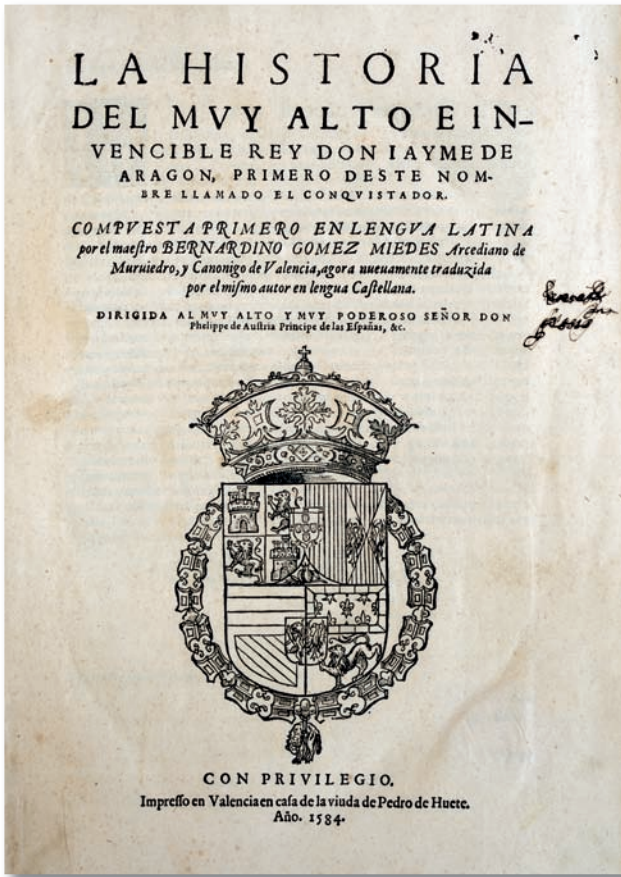 LA HISTORIA
DEL MVY ALTO E IN-
VENCIBLE REY DON IAYME DE
ARAGON, PRIMERO DESTE NOM-
BRE LLAMADO EL CONQVISTADOR.
COMPVESTA PRIMERO EN LENGVA LATINA
por el maeſtro BERNARDINO GOMEZ MIEDES Arcediano de
Muruiedro, y Canonigo de Valencia, agora nueuamente traduzida
por el miſmo autor en lengua Caſtellana.
DIRIGIDA AL MVY ALTO Y MVY PODEROSO SEÑOR DON
Phelippe de Auſtria Principe de las Eſpañas, &c.
CON PRIVILEGIO.
Impreſſo en Valencia en caſa de la viuda de Pedro de Huete.
Año. 1584.